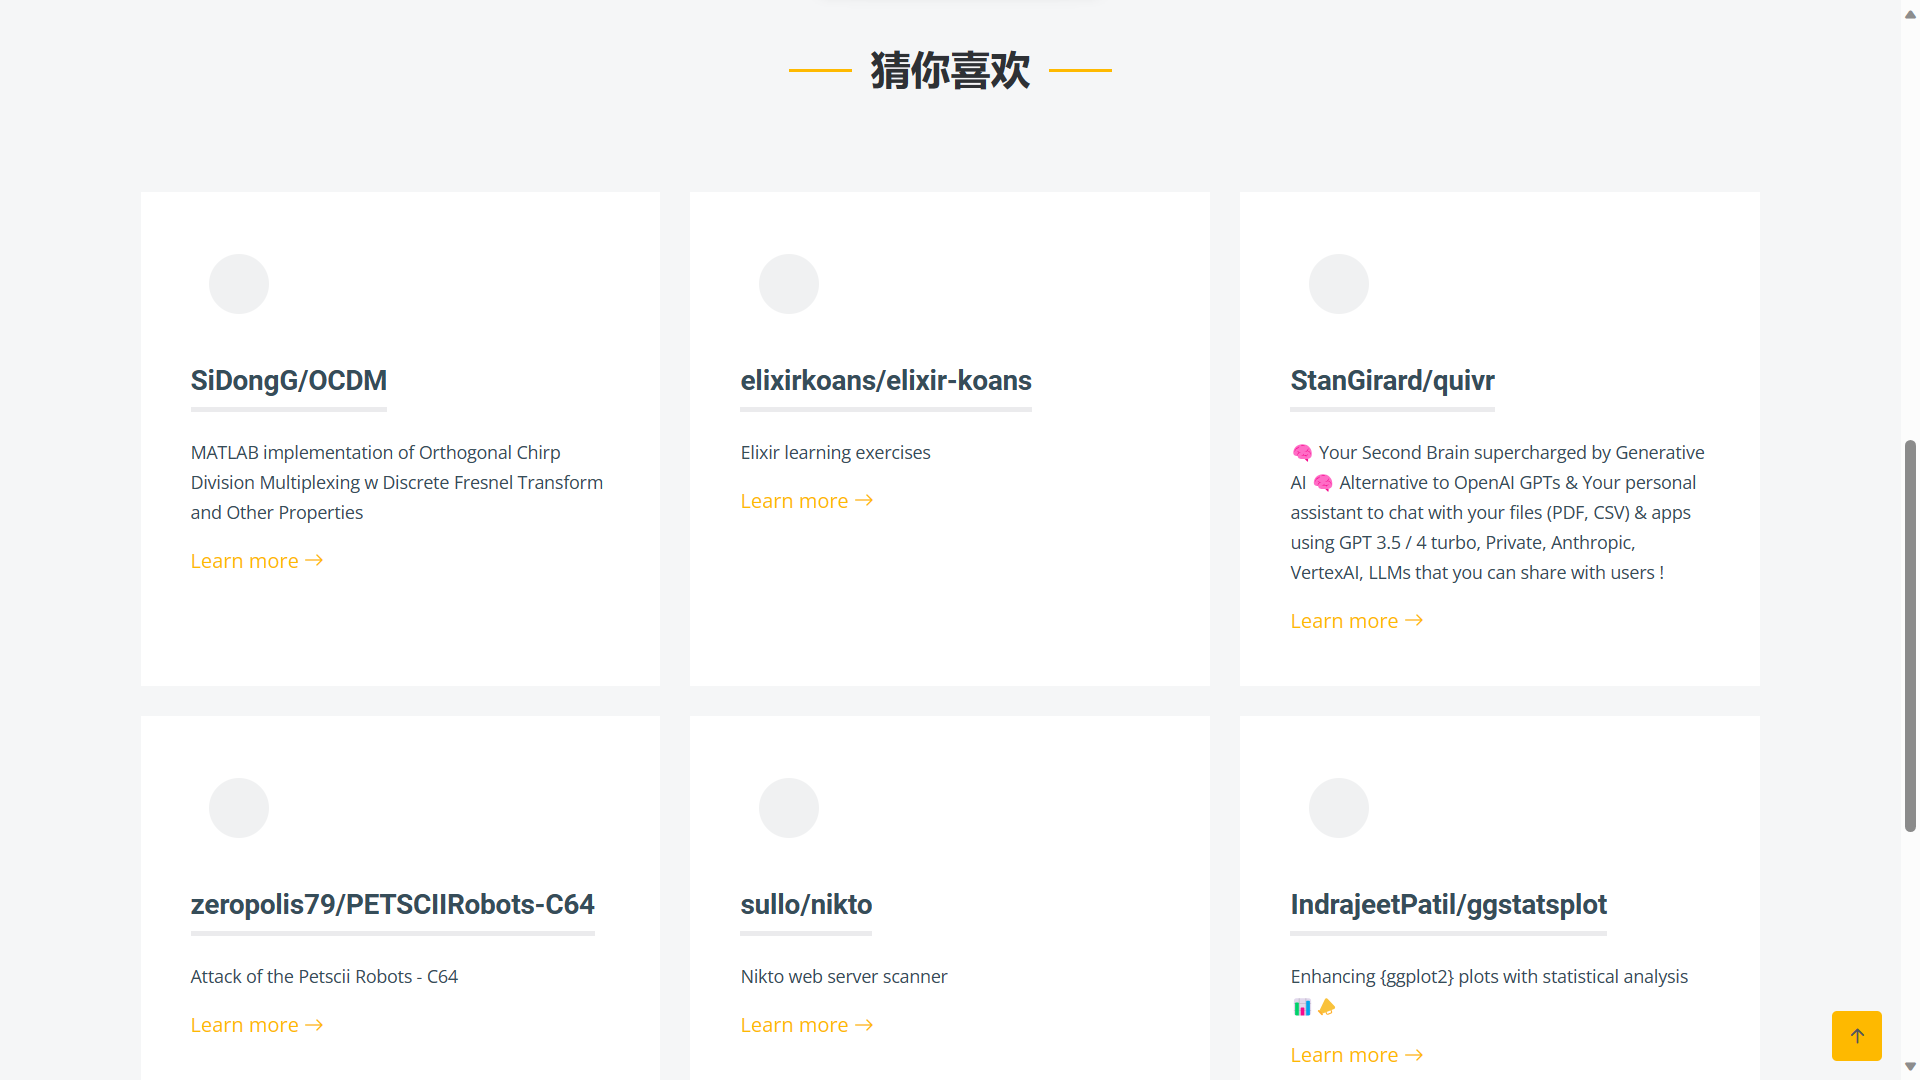 猜你喜欢
SiDongG/OCDM
MATLAB implementation of Orthogonal Chirp
Division Multiplexing w Discrete Fresnel Transform
and Other Properties
Learn more →
elixirkoans/elixir-koans
Elixir learning exercises
Learn more →
StanGirard/quivr
🧠 Your Second Brain supercharged by Generative
AI 🧠 Alternative to OpenAI GPTs & Your personal
assistant to chat with your files (PDF, CSV) & apps
using GPT 3.5 / 4 turbo, Private, Anthropic,
VertexAI, LLMs that you can share with users !
Learn more →
zeropolis79/PETSCIIRobots-C64
Attack of the Petscii Robots - C64
Learn more →
sullo/nikto
Nikto web server scanner
Learn more →
IndrajeetPatil/ggstatsplot
Enhancing {ggplot2} plots with statistical analysis
📊📣
Learn more →